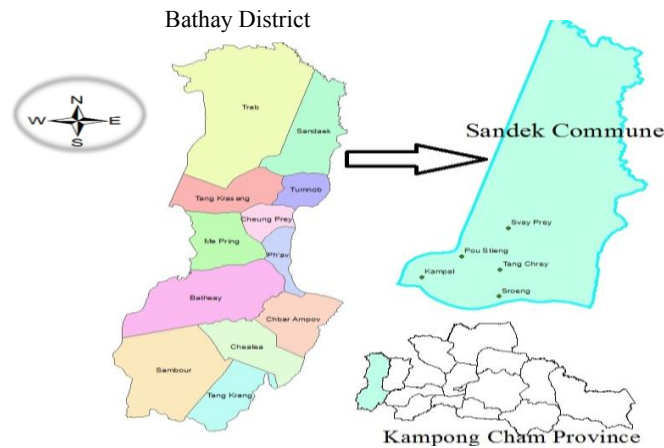 Bathay District
N
W E
S
Trab
Sandaek
Tang Krasang
Tumnob
Cheung Prey
Me Pring
Ph'av
Bathay
Chbar Ampov
Chealea
Sambour
Tang Krang
Sandek Commune
Svay Prey
Pou Stieng
Tang Chrey
Kampal
Sroeng
Kampong Cham Province